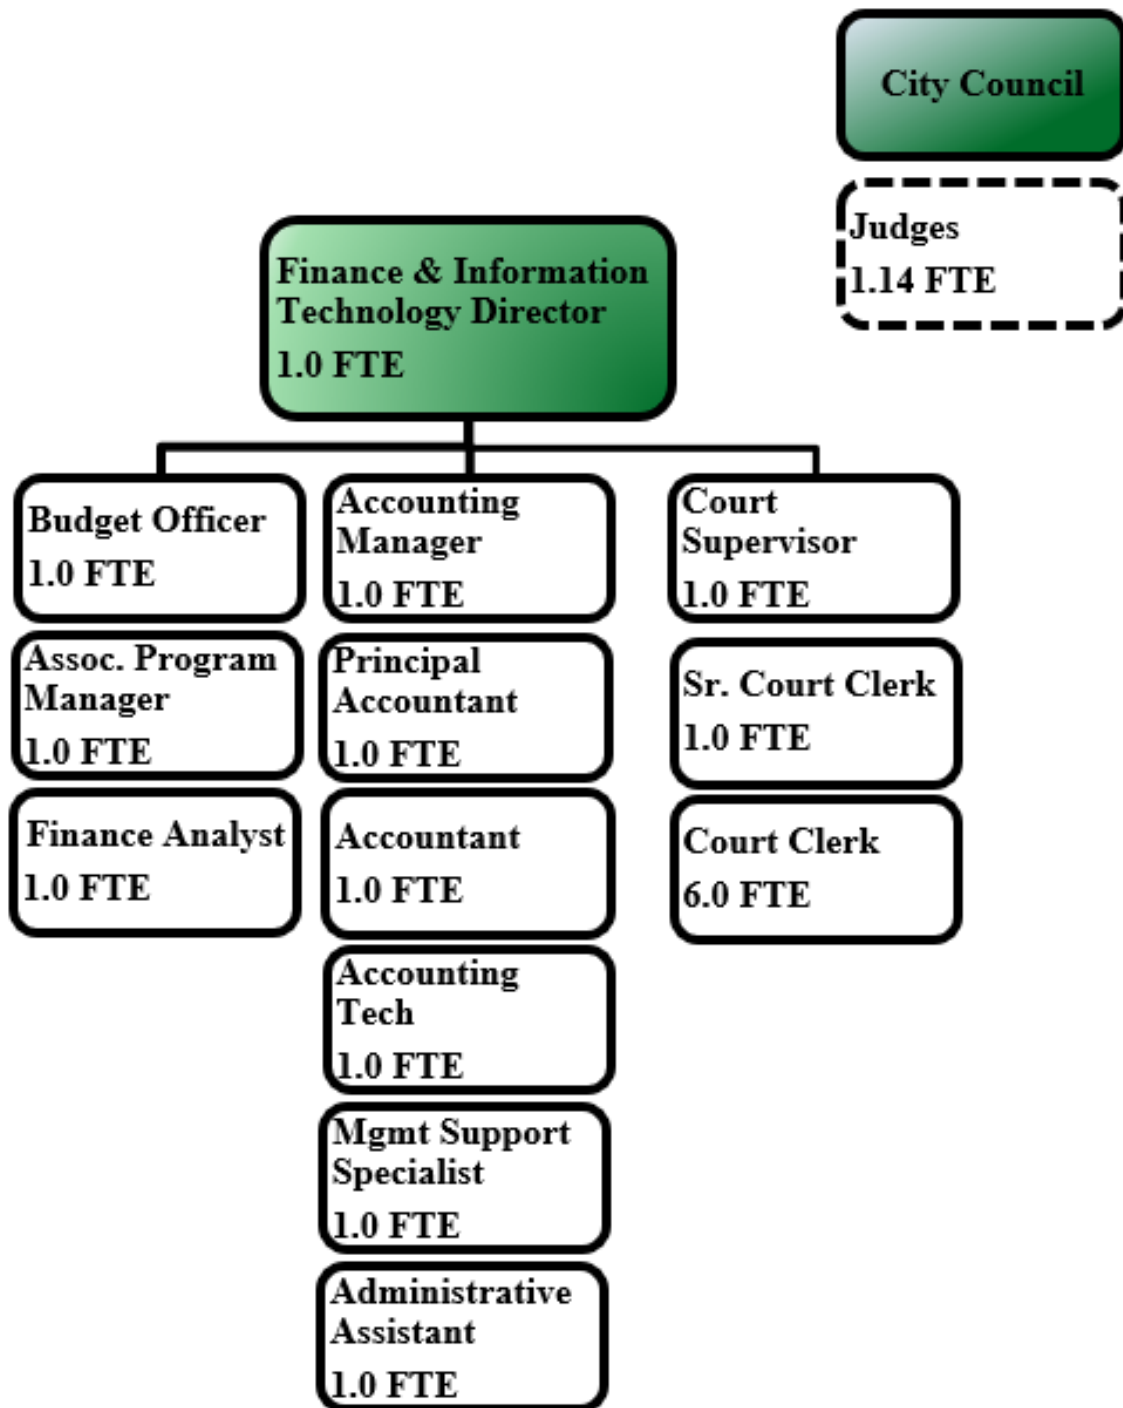 City Council
Judges
1.14 FTE
Finance & Information
Technology Director
1.0 FTE
Budget Officer
1.0 FTE
Assoc. Program
Manager
1.0 FTE
Finance Analyst
1.0 FTE
Accounting
Manager
1.0 FTE
Principal
Accountant
1.0 FTE
Accountant
1.0 FTE
Accounting
Tech
1.0 FTE
Mgmt Support
Specialist
1.0 FTE
Administrative
Assistant
1.0 FTE
Court
Supervisor
1.0 FTE
Sr. Court Clerk
1.0 FTE
Court Clerk
6.0 FTE